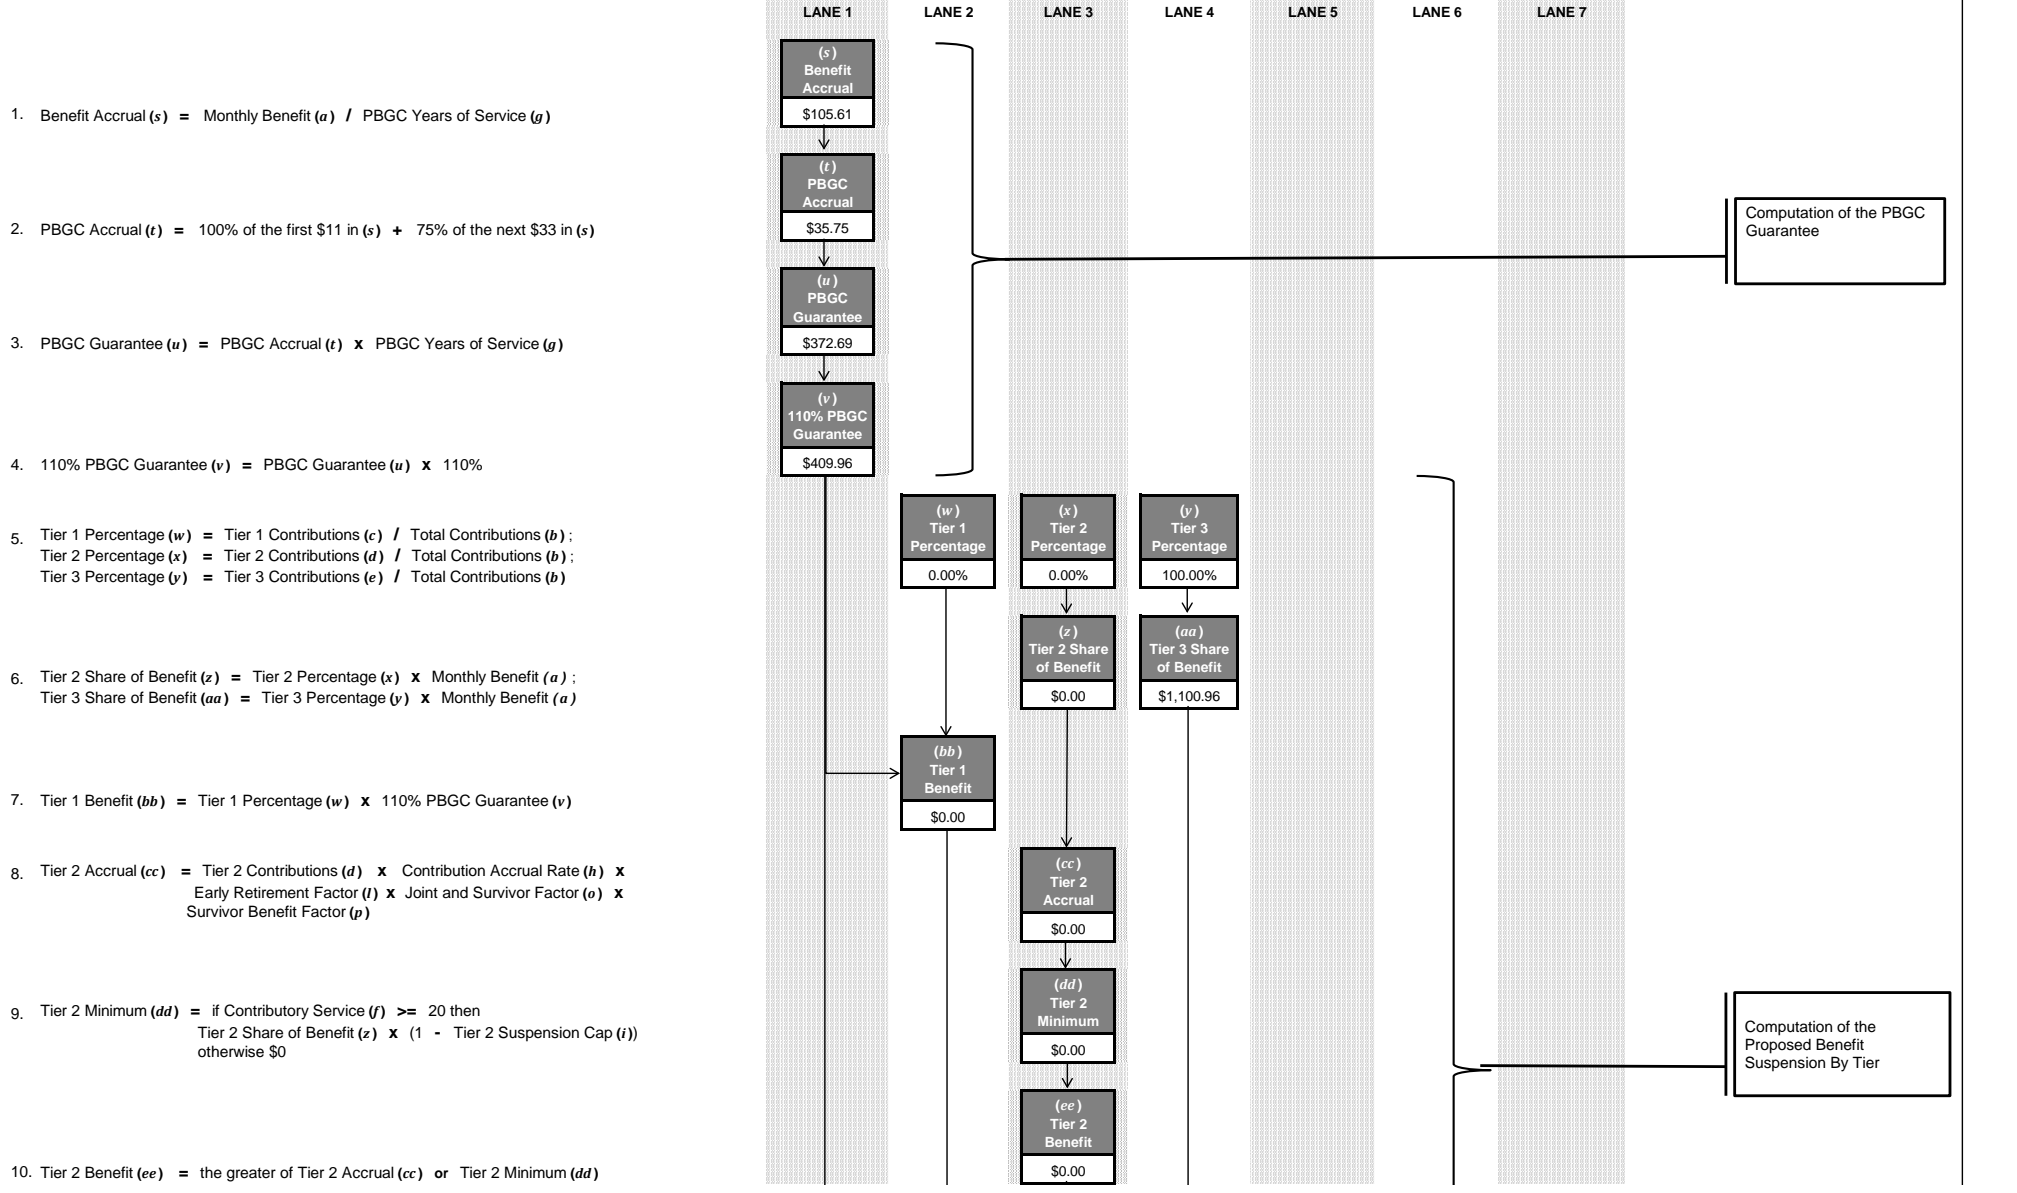 LANE 1 LANE 2 LANE 3 LANE 4 LANE 5 LANE 6 LANE 7
(s)
Benefit
Accrual
$105.61
1. Benefit Accrual (s) = Monthly Benefit (a) / PBGC Years of Service (g)
(t)
PBGC
Accrual
$35.75
2. PBGC Accrual (t) = 100% of the first $11 in (s) + 75% of the next $33 in (s)
Computation of the PBGC
Guarantee
(u)
PBGC
Guarantee
$372.69
3. PBGC Guarantee (u) = PBGC Accrual (t) x PBGC Years of Service (g)
(v)
110% PBGC
Guarantee
$409.96
4. 110% PBGC Guarantee (v) = PBGC Guarantee (u) x 110%
(w)
Tier 1
Percentage
0.00%
(x)
Tier 2
Percentage
0.00%
(y)
Tier 3
Percentage
100.00%
5. Tier 1 Percentage (w) = Tier 1 Contributions (c) / Total Contributions (b) ;
Tier 2 Percentage (x) = Tier 2 Contributions (d) / Total Contributions (b) ;
Tier 3 Percentage (y) = Tier 3 Contributions (e) / Total Contributions (b)
(z)
Tier 2 Share
of Benefit
$0.00
(aa)
Tier 3 Share
of Benefit
$1,100.96
6. Tier 2 Share of Benefit (z) = Tier 2 Percentage (x) x Monthly Benefit (a) ;
Tier 3 Share of Benefit (aa) = Tier 3 Percentage (y) x Monthly Benefit (a)
(bb)
Tier 1
Benefit
$0.00
7. Tier 1 Benefit (bb) = Tier 1 Percentage (w) x 110% PBGC Guarantee (v)
(cc)
Tier 2
Accrual
$0.00
8. Tier 2 Accrual (cc) = Tier 2 Contributions (d) x Contribution Accrual Rate (h) x
Early Retirement Factor (l) x Joint and Survivor Factor (o) x
Survivor Benefit Factor (p)
(dd)
Tier 2
Minimum
$0.00
9. Tier 2 Minimum (dd) = if Contributory Service (f) >= 20 then
Tier 2 Share of Benefit (z) x (1 - Tier 2 Suspension Cap (i))
otherwise $0
Computation of the
Proposed Benefit
Suspension By Tier
(ee)
Tier 2
Benefit
$0.00
10. Tier 2 Benefit (ee) = the greater of Tier 2 Accrual (cc) or Tier 2 Minimum (dd)